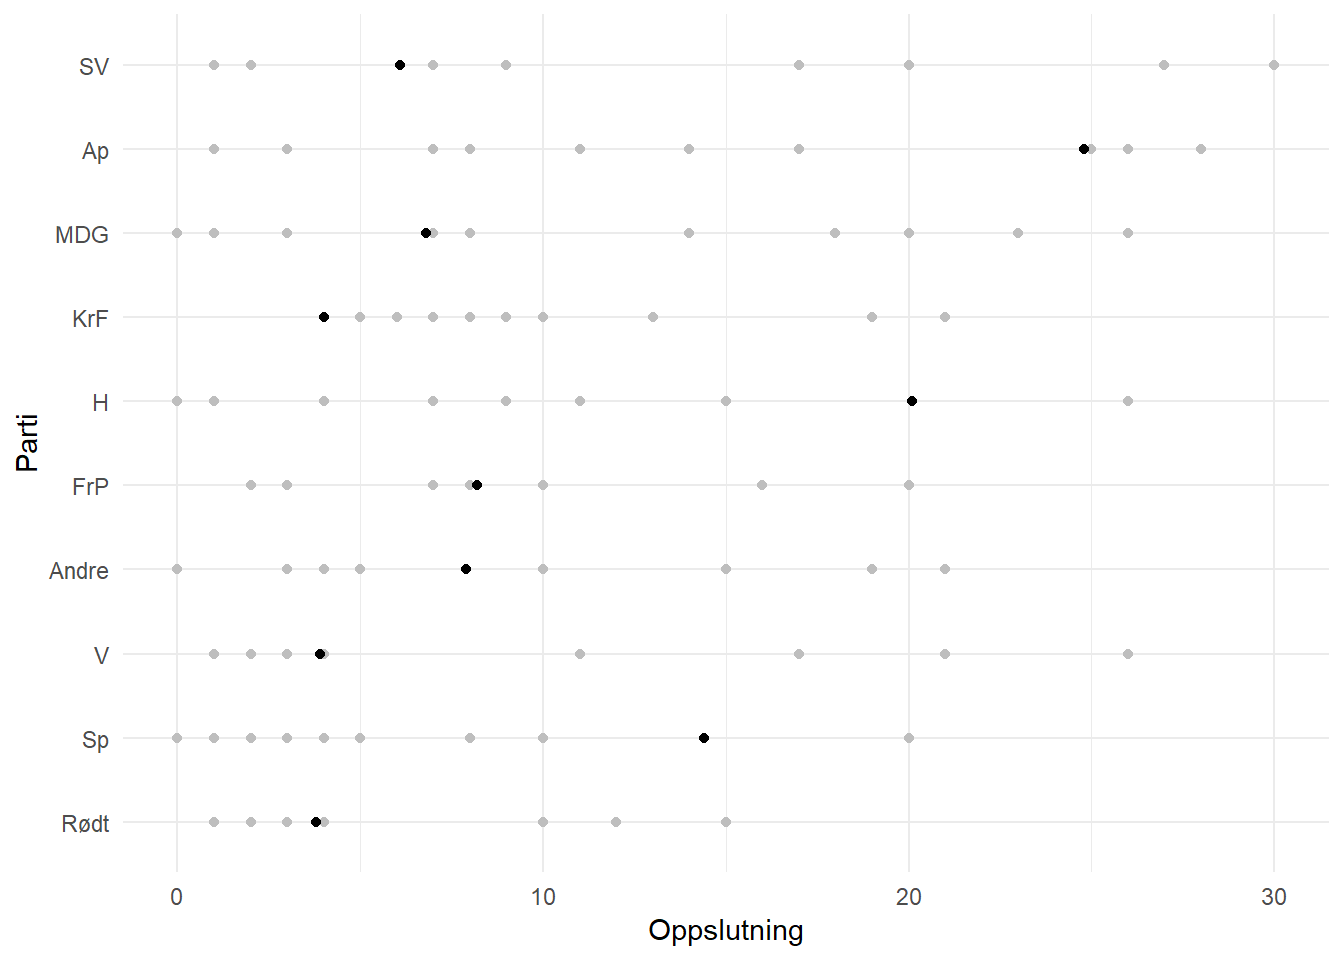 SV
Ap
MDG
KrF
H
FrP
Andre
V
Sp
Rødt
Parti
0 10 20 30
Oppslutning